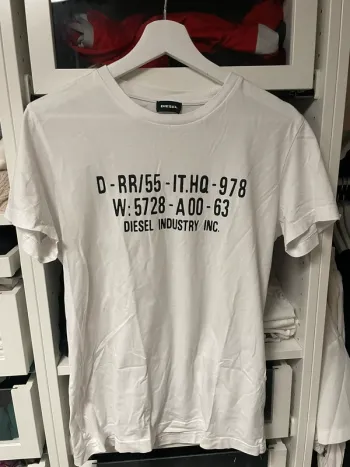 DIESEL
D-RR/55-IT.HQ-978
W:5728-A00-63
DIESEL INDUSTRY INC.